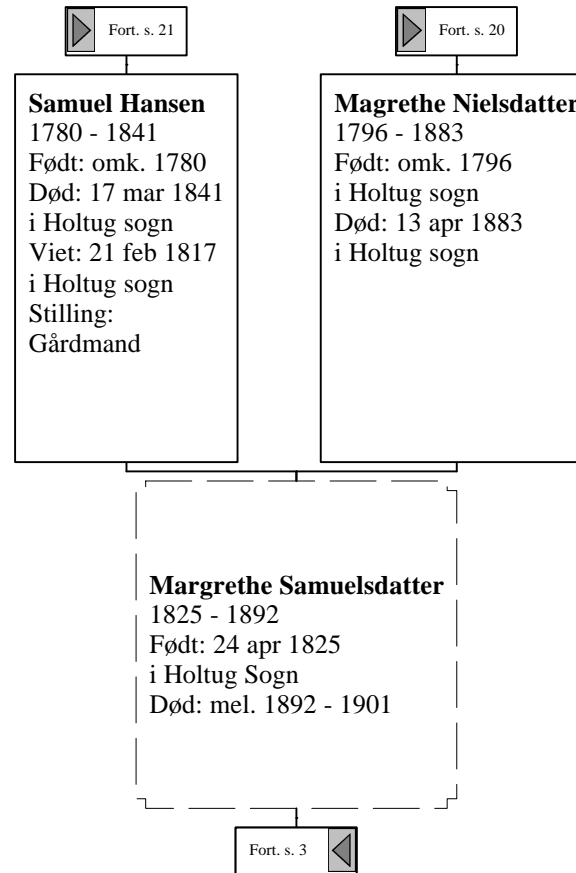 Fort. s. 21
Fort. s. 20
Samuel Hansen
1780 - 1841
Født: omk. 1780
Død: 17 mar 1841
i Holtug sogn
Viet: 21 feb 1817
i Holtug sogn
Stilling:
Gårdmand
Magrethe Nielsdatter
1796 - 1883
Født: omk. 1796
i Holtug sogn
Død: 13 apr 1883
i Holtug sogn
Margrethe Samuelsdatter
1825 - 1892
Født: 24 apr 1825
i Holtug Sogn
Død: mel. 1892 - 1901
Fort. s. 3